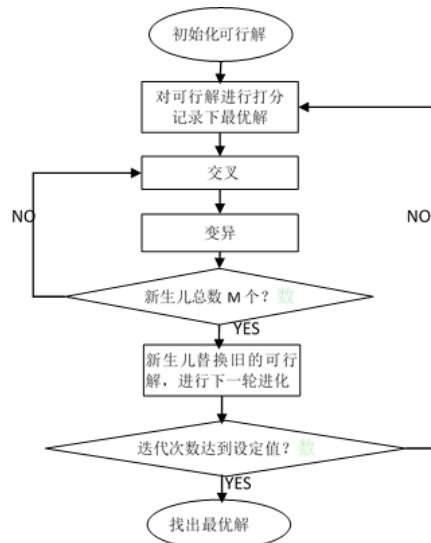 初始化可行解
对可行解进行打分
记录下最优解
交叉
NO
NO
变异
新生儿总数 M 个？数
YES
新生儿替换旧的可行
解，进行下一轮进化
迭代次数达到设定值？数
YES
找出最优解